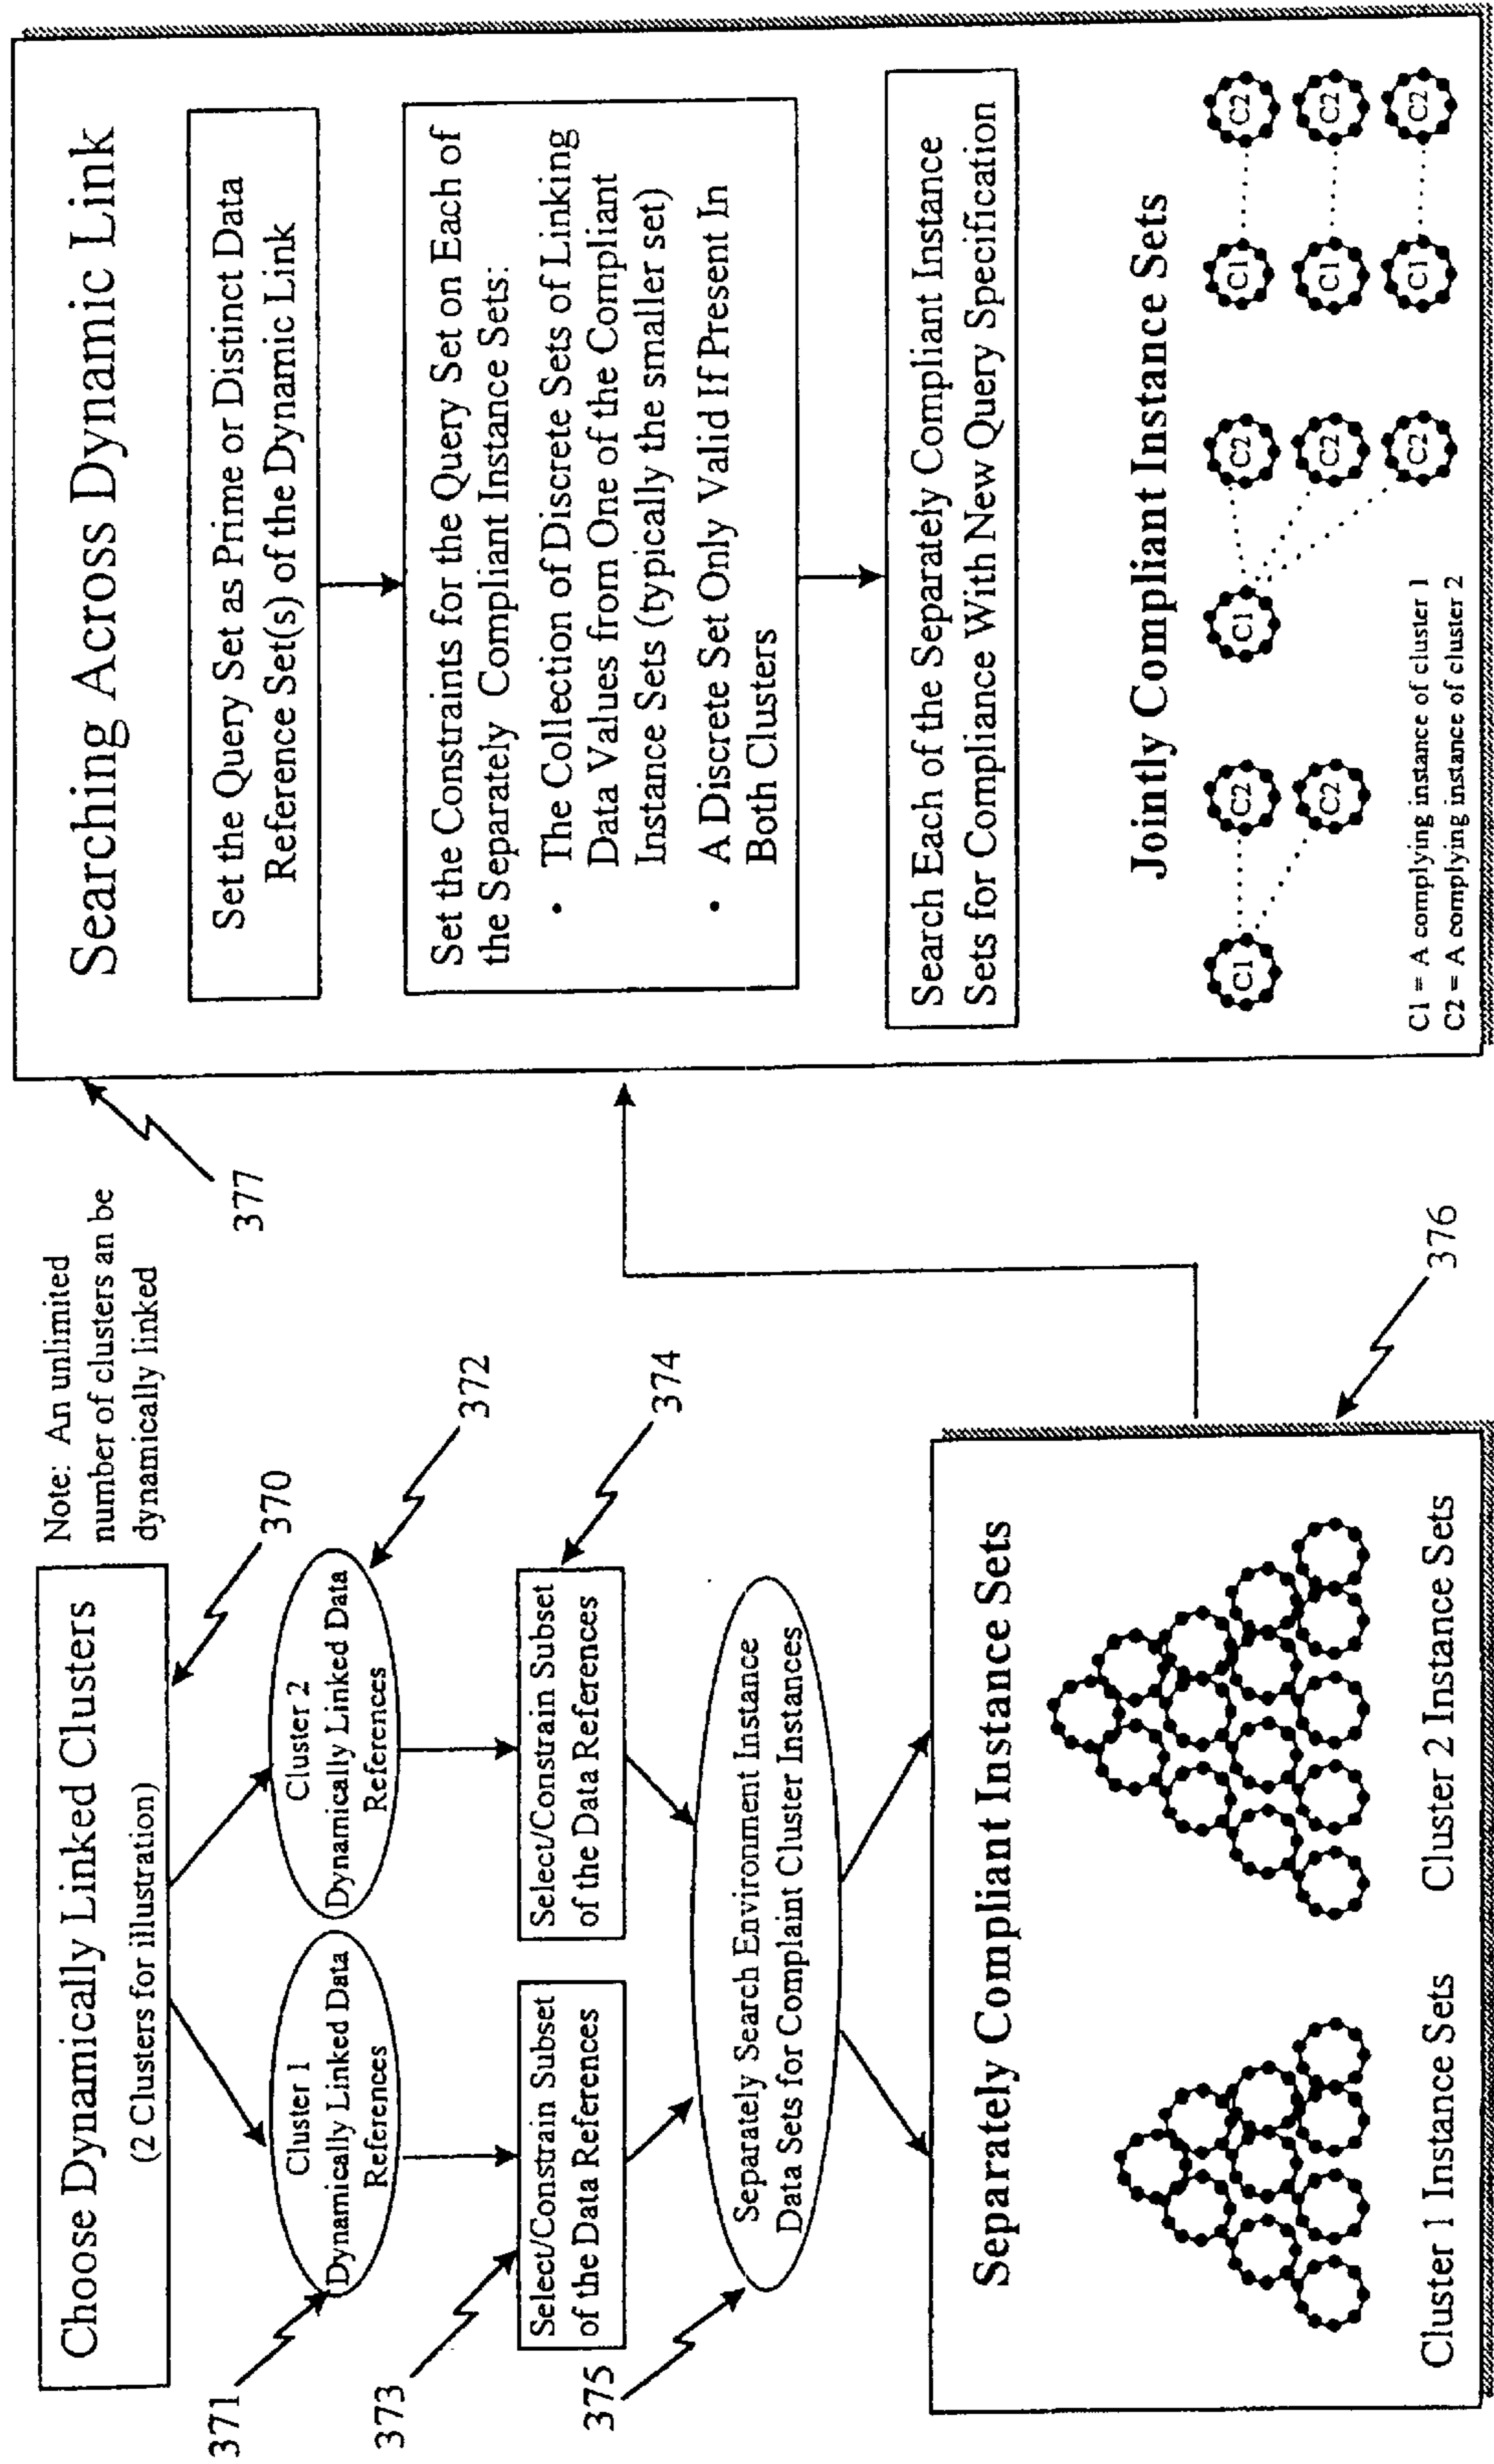 Choose Dynamically Linked Clusters
(2 Clusters for illustration)
Note: An unlimited
number of clusters an be
dynamically linked
370
371
Cluster 1
Dynamically Linked Data
References
Cluster 2
Dynamically Linked Data
References
372
373
Select/Constrain Subset
of the Data References
Select/Constrain Subset
of the Data References
374
375
Separately Search Environment Instance
Data Sets for Complaint Cluster Instances
Separately Compliant Instance Sets
Cluster 1 Instance Sets
Cluster 2 Instance Sets
376
377
Searching Across Dynamic Link
Set the Query Set as Prime or Distinct Data
Reference Set(s) of the Dynamic Link
Set the Constraints for the Query Set on Each of
the Separately Compliant Instance Sets:
• The Collection of Discrete Sets of Linking
Data Values from One of the Compliant
Instance Sets (typically the smaller set)
• A Discrete Set Only Valid If Present In
Both Clusters
Search Each of the Separately Compliant Instance
Sets for Compliance With New Query Specification
Jointly Compliant Instance Sets
C1 C2 C1 C2 C1 C2
C2 C2 C1 C2
C2 C1 C2
C1 = A complying instance of cluster 1
C2 = A complying instance of cluster 2